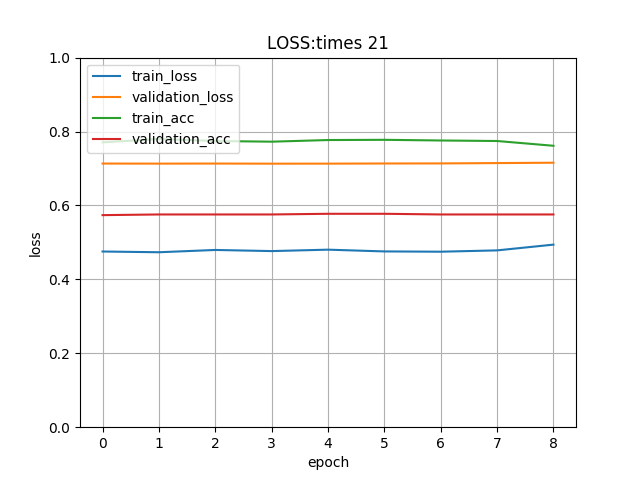 LOSS:times 21
1.0
0.8
0.6
0.4
0.2
0.0
loss
train_loss
validation_loss
train_acc
validation_acc
0 1 2 3 4 5 6 7 8
epoch